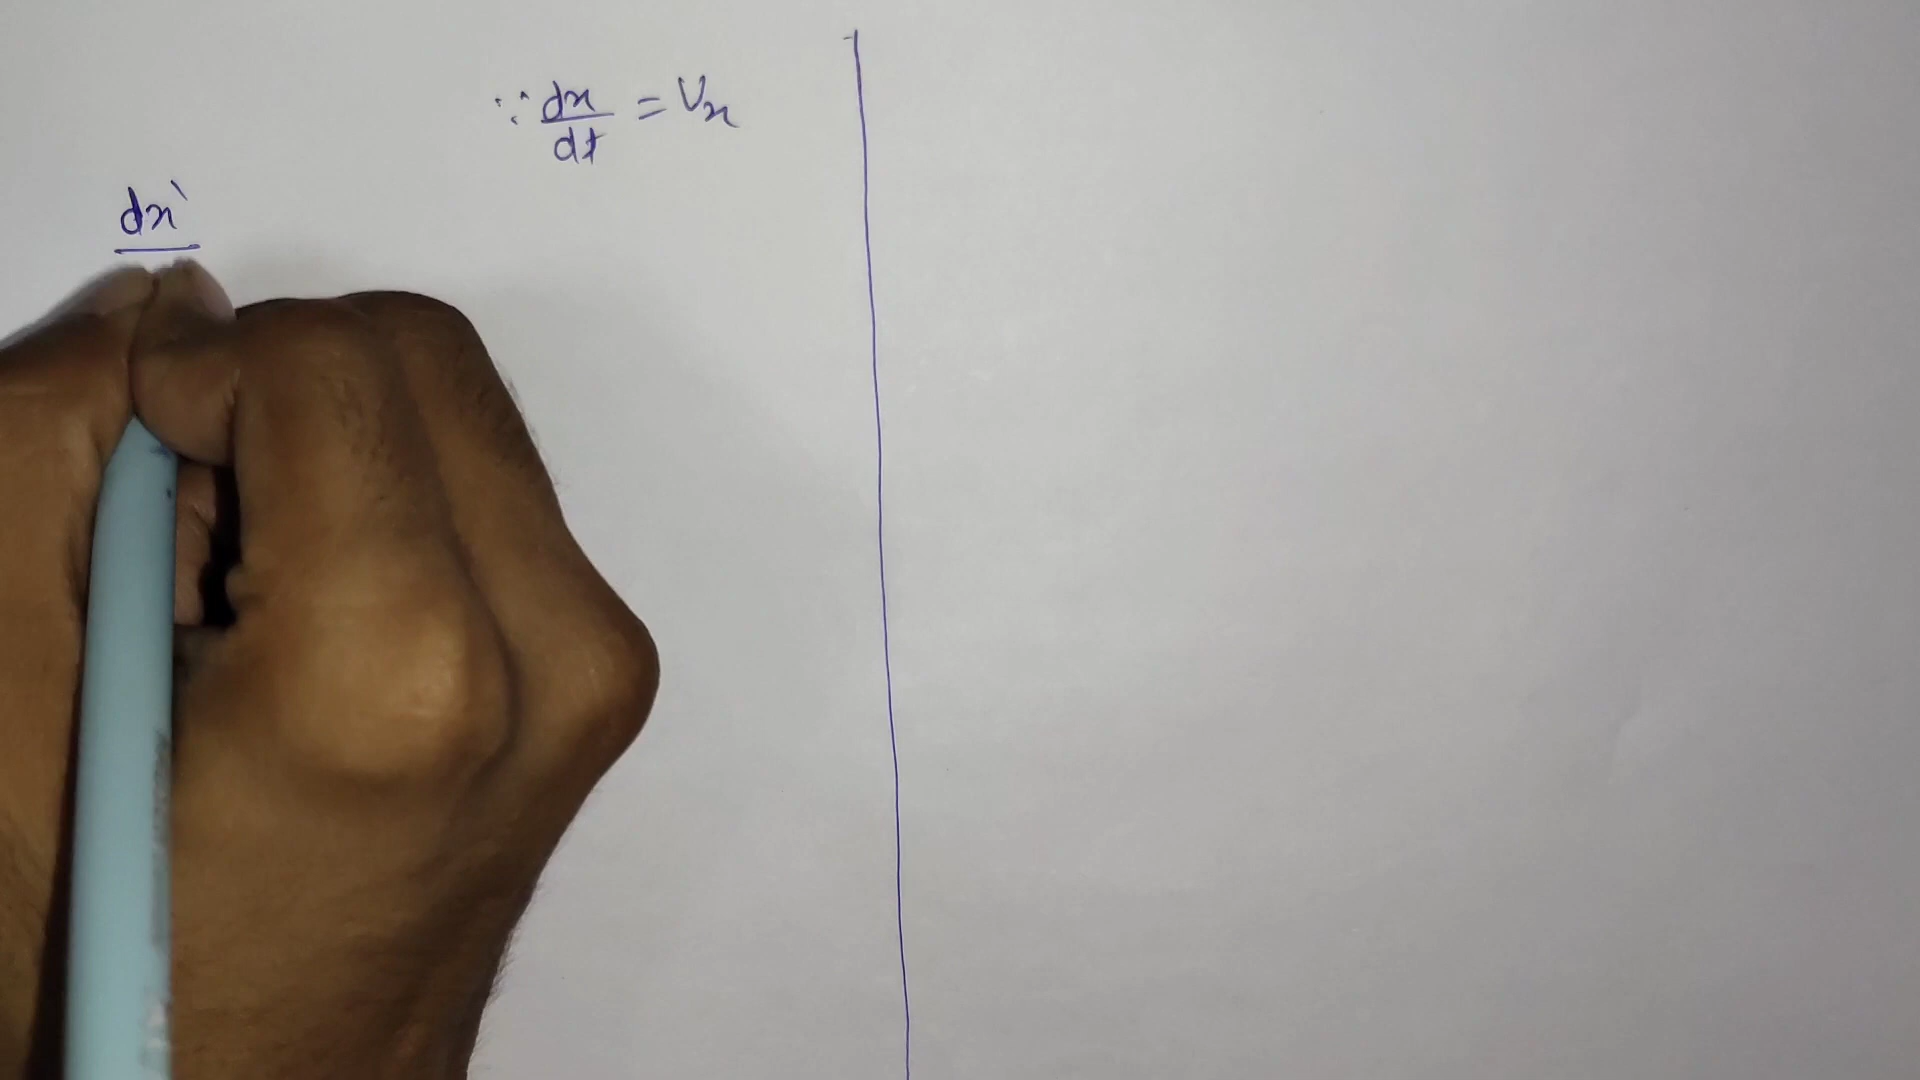 ∵ dx/dt = Vx
dx`